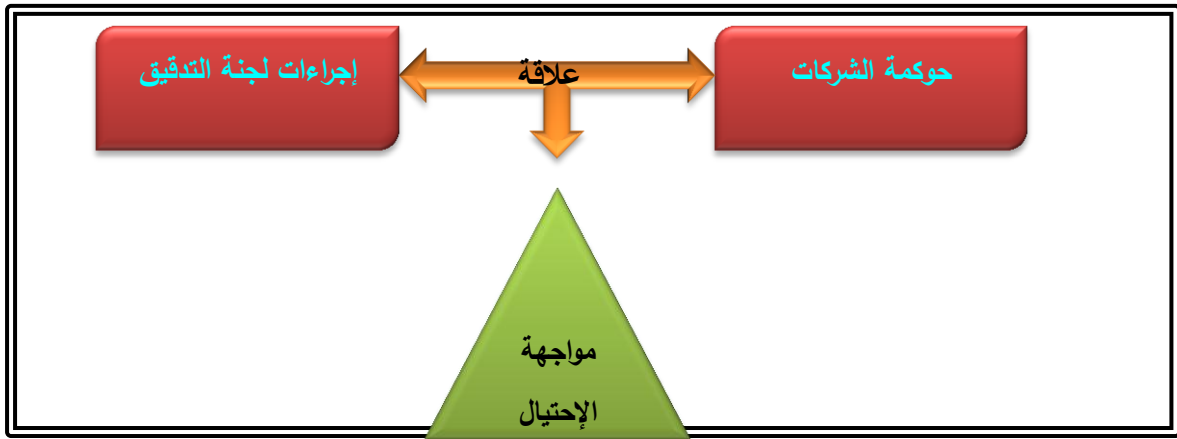 حوكمة الشركات
علاقة
إجراءات لجنة التدقيق
مواجهة
الإحتيال